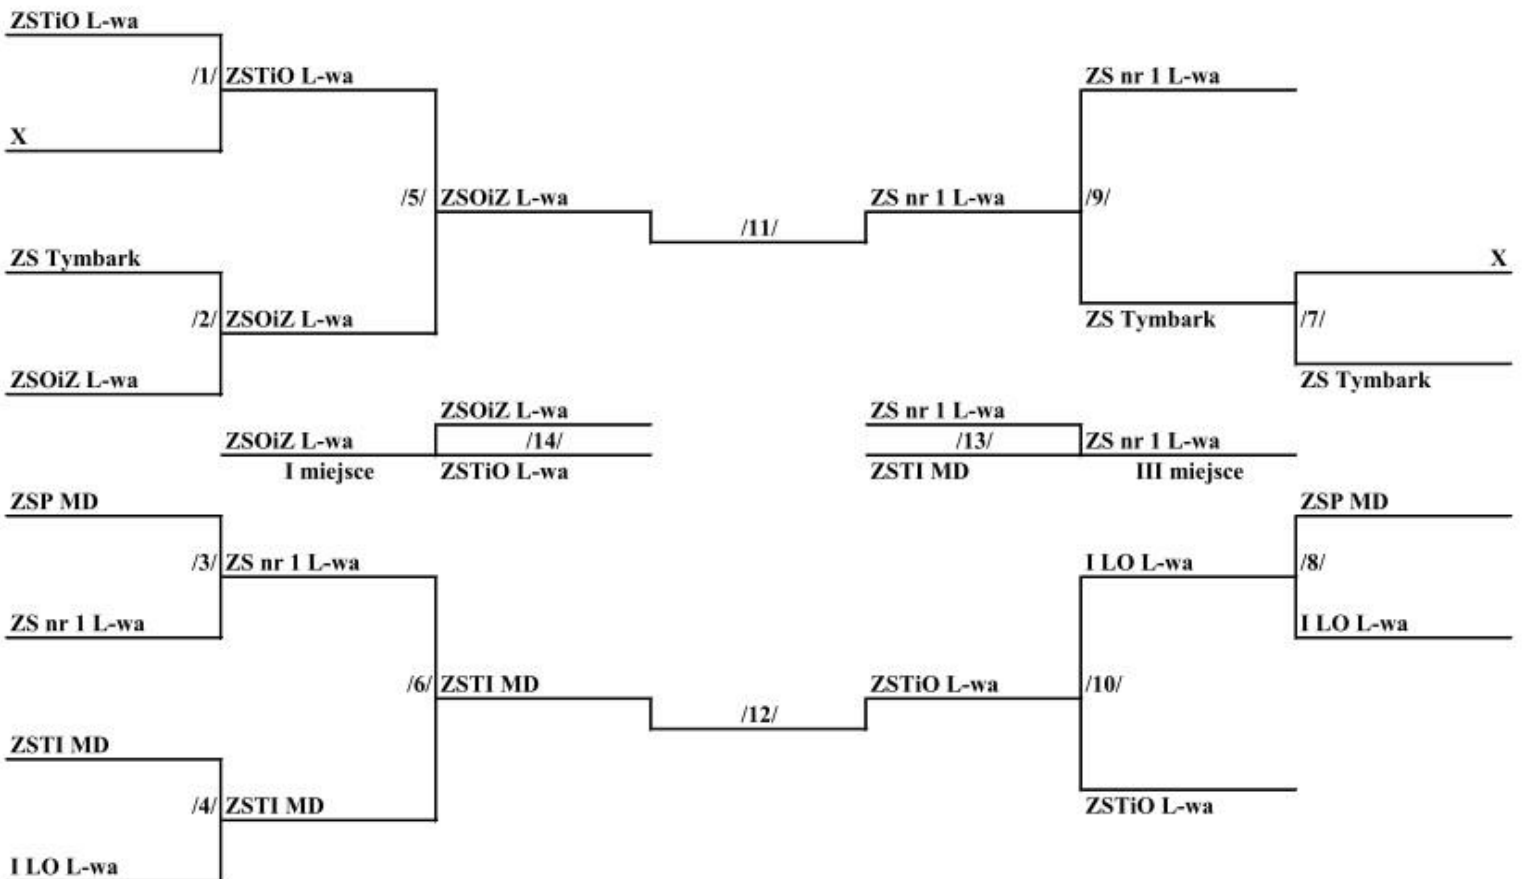 ZSTiO L-wa
/1/ ZSTiO L-wa ZS nr 1 L-wa
X
/5/ ZSOiZ L-wa ZS nr 1 L-wa /9/
/11/
ZS Tymbark X
/2/ ZSOiZ L-wa ZS Tymbark /7/
ZSOiZ L-wa ZS Tymbark
ZSOiZ L-wa ZS nr 1 L-wa
ZSOiZ L-wa /14/ /13/ ZS nr 1 L-wa
I miejsce ZSTiO L-wa ZSTI MD III miejsce
ZSP MD ZSP MD
/3/ ZS nr 1 L-wa I LO L-wa /8/
ZS nr 1 L-wa I LO L-wa
/6/ ZSTI MD ZSTiO L-wa /10/
/12/
ZSTI MD
/4/ ZSTI MD ZSTiO L-wa
I LO L-wa